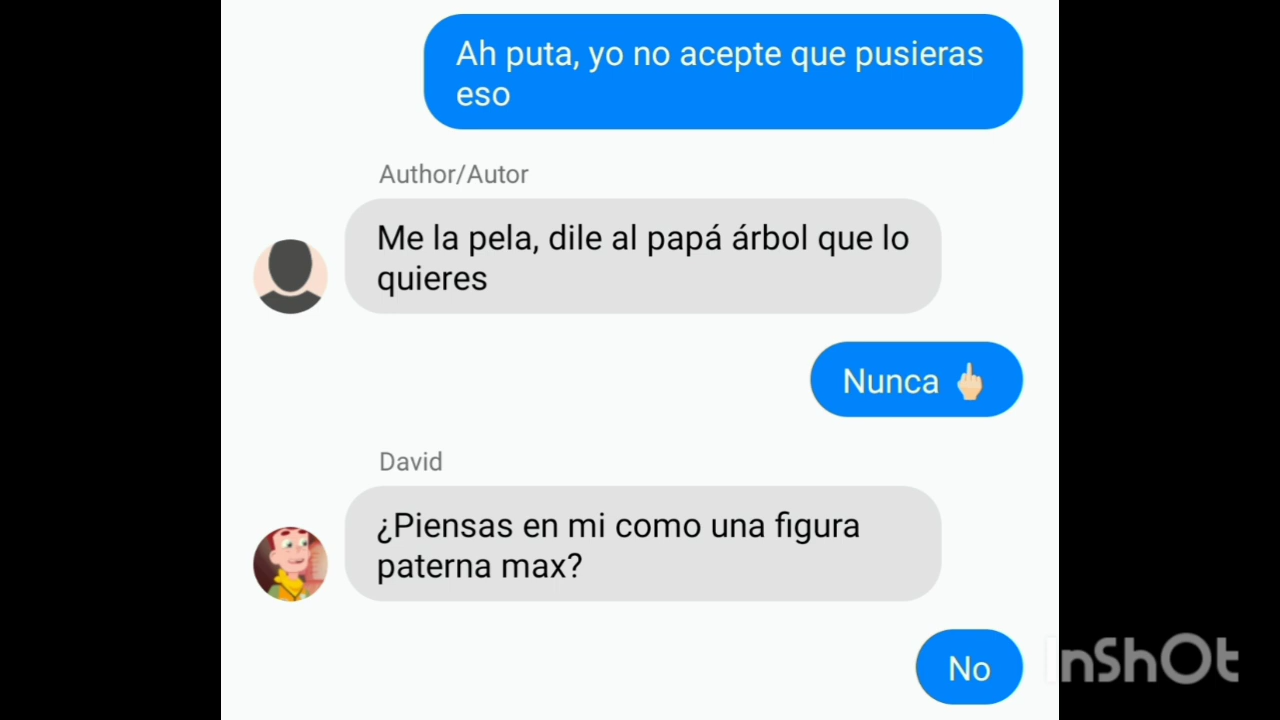 Ah puta, yo no acepte que pusieras
eso
Author/Autor
Me la pela, dile al papá árbol que lo
quieres
Nunca 🖕🏻
David
¿Piensas en mi como una figura
paterna max?
No
InShOt